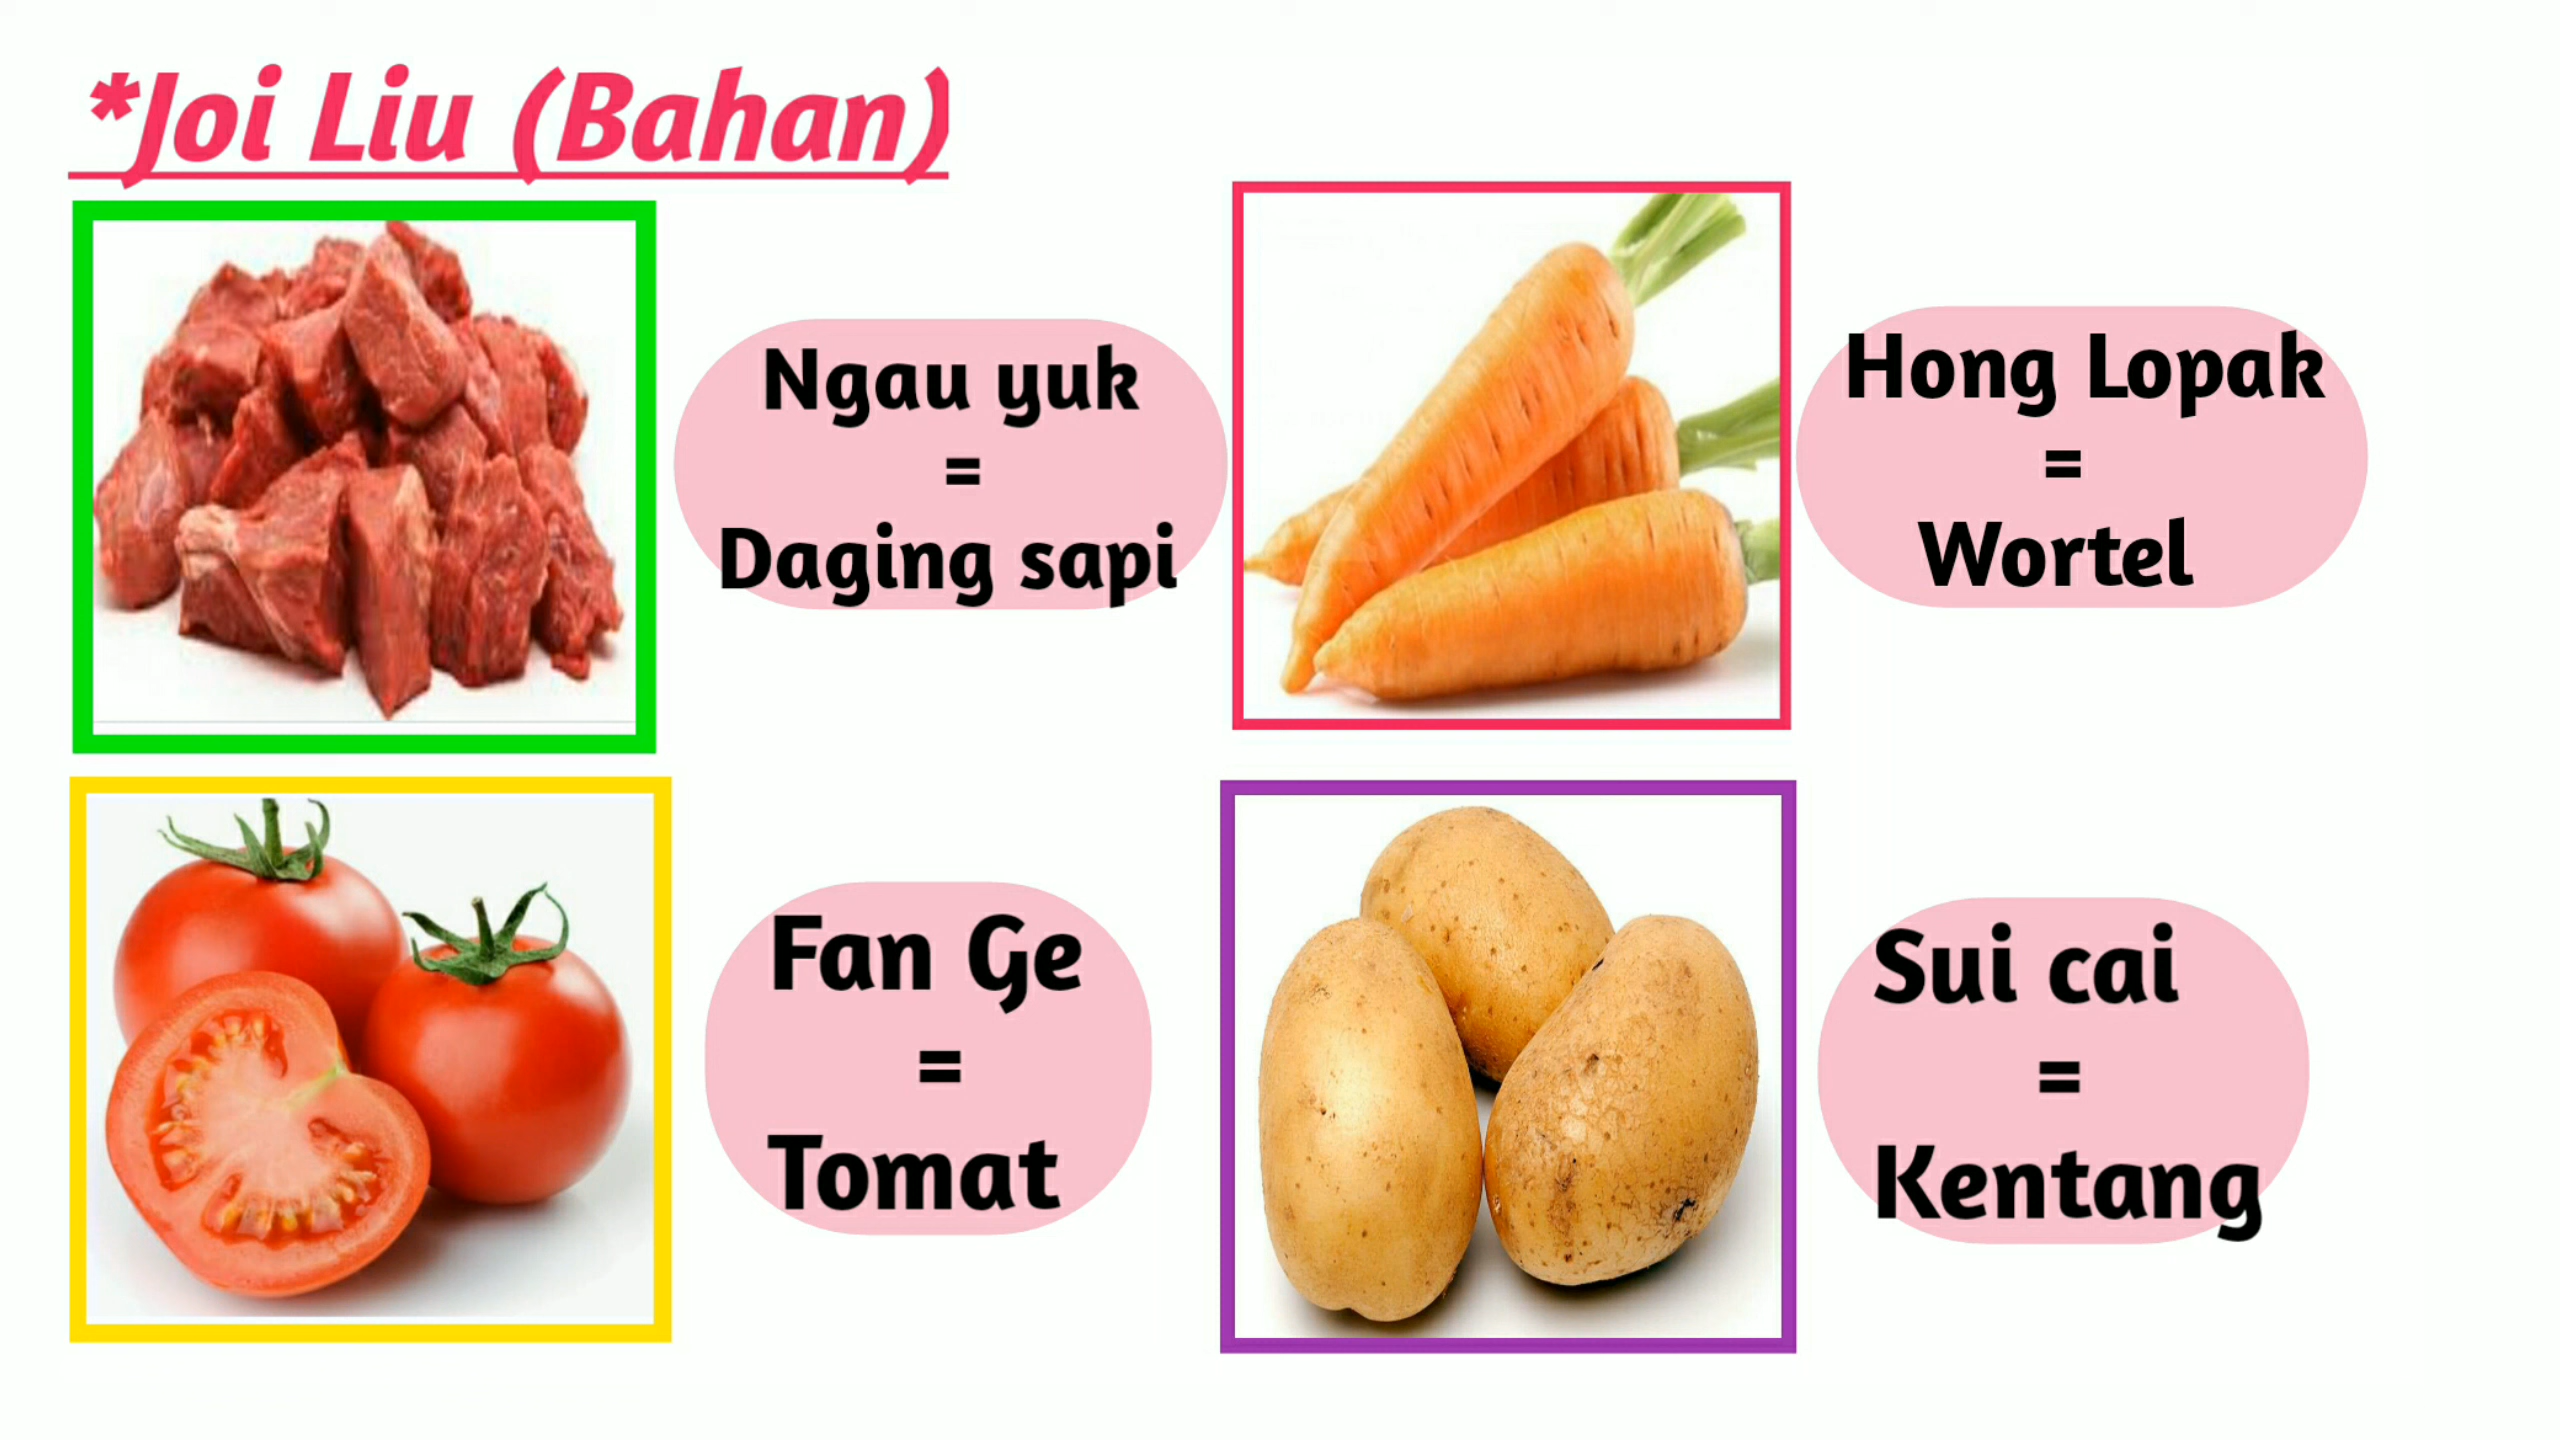 *Joi Liu (Bahan)
Ngau yuk
=
Daging sapi
Hong Lopak
=
Wortel
Fan Ge
=
Tomat
Sui cai
=
Kentang